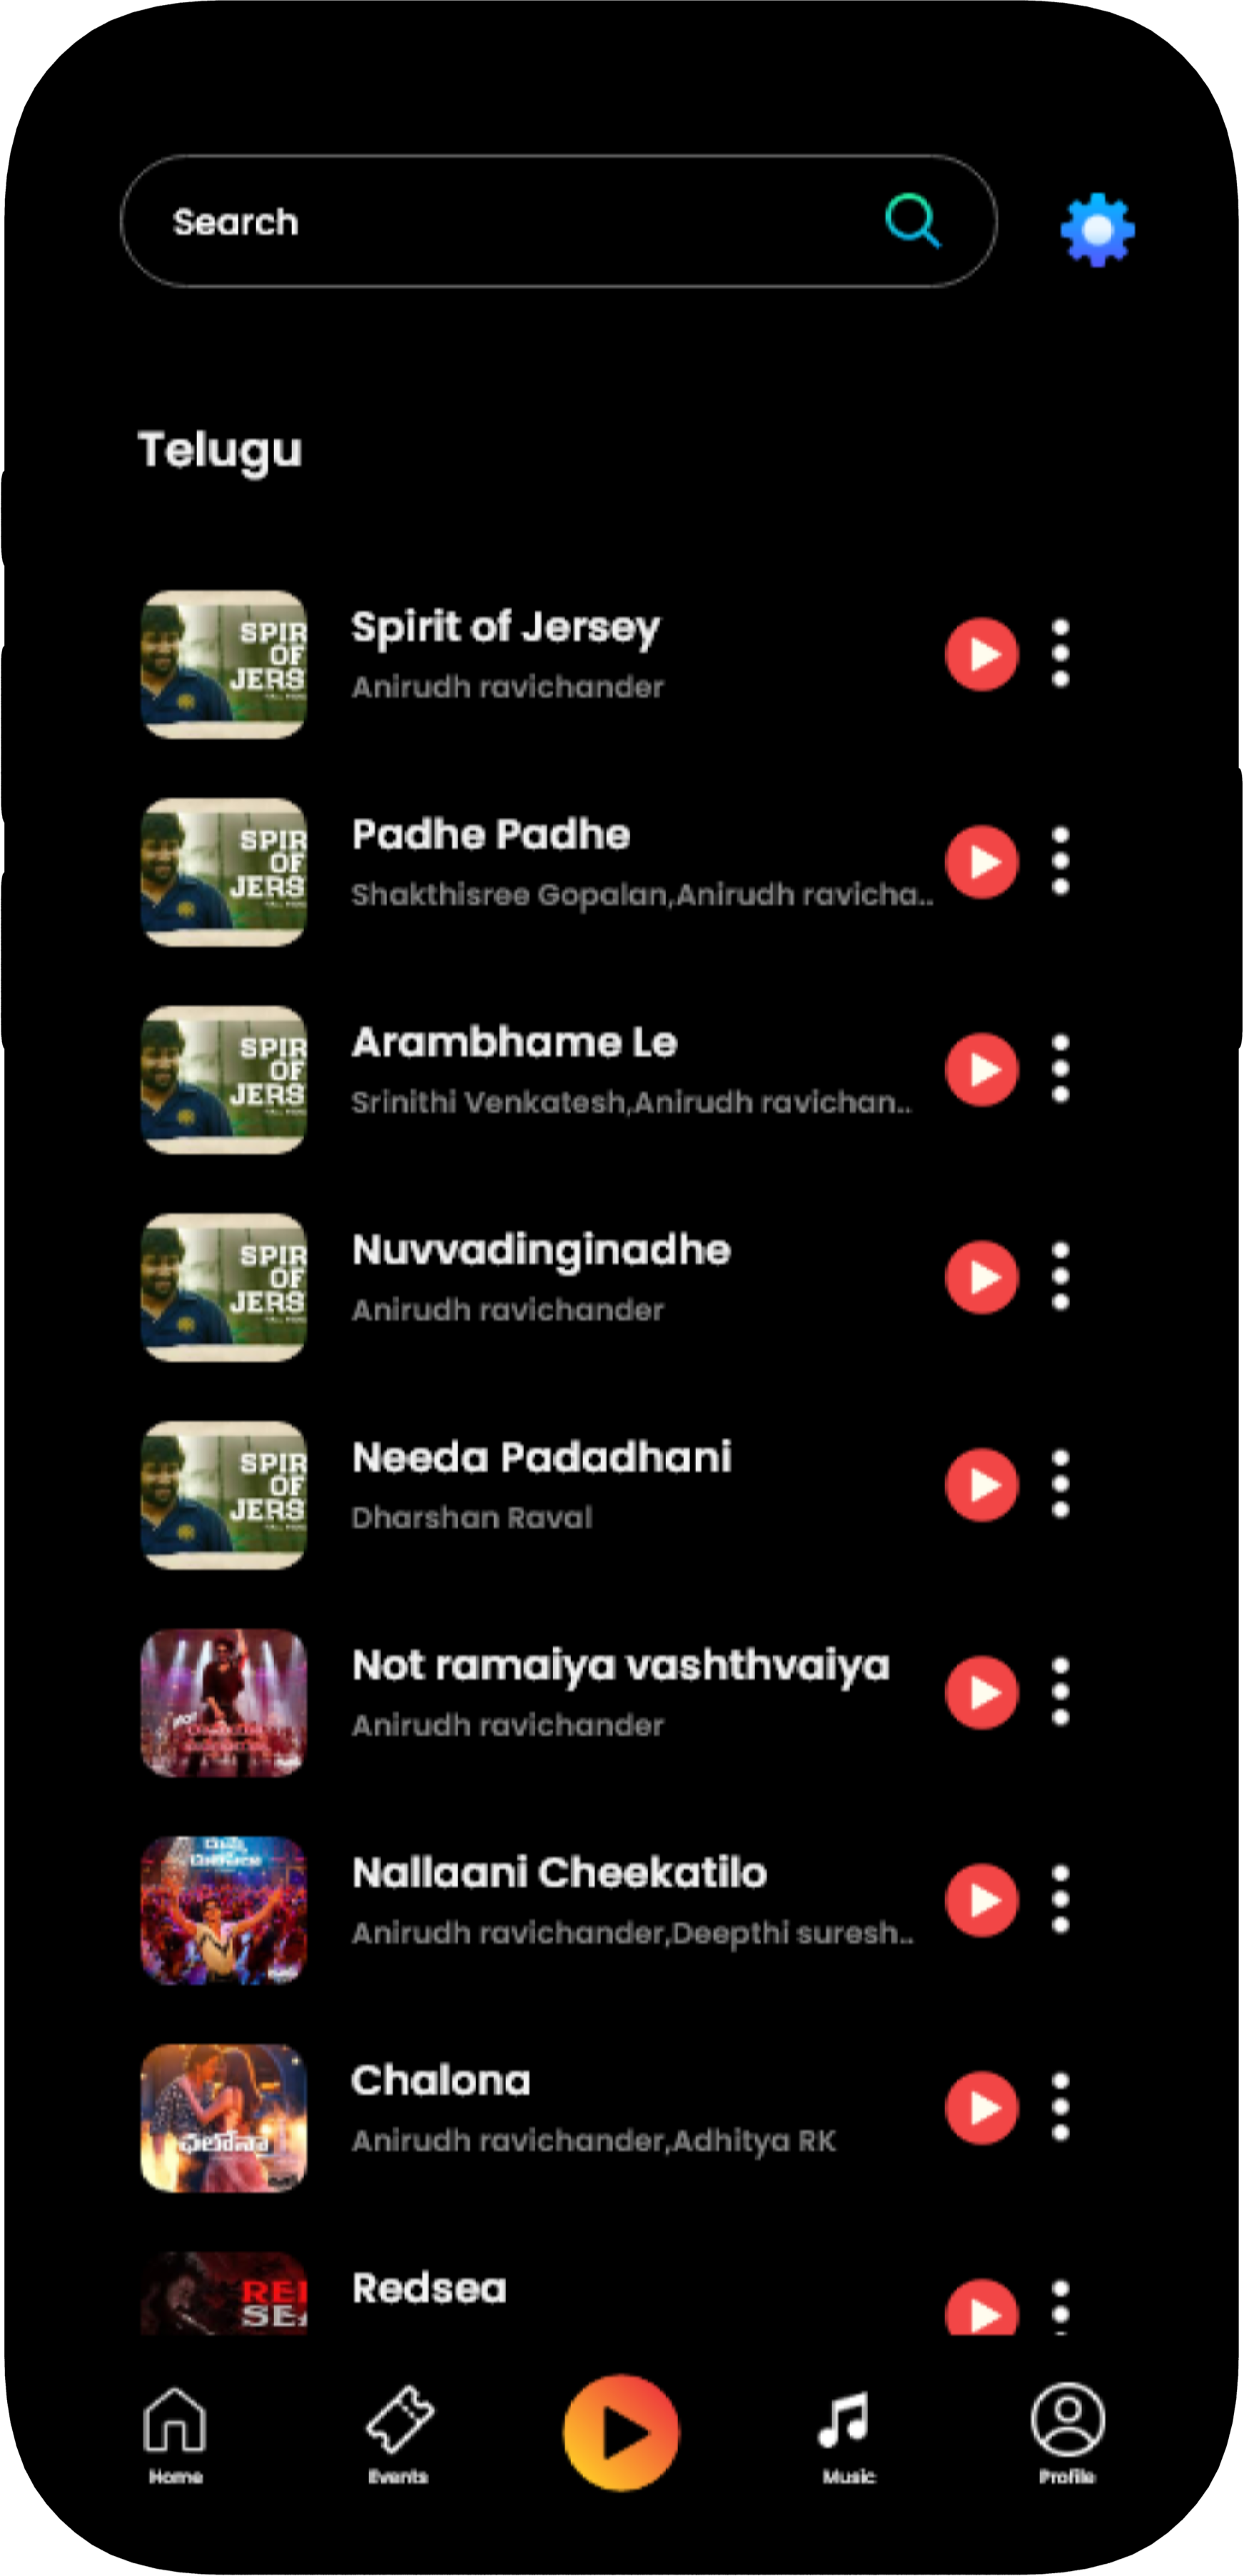 Search
Telugu
SPIR
OF
JERS
Spirit of Jersey
Anirudh ravichander
SPIR
OF
JERS
Padhe Padhe
Shakthisree Gopalan,Anirudh ravicha..
SPIR
OF
JERS
Arambhame Le
Srinithi Venkatesh,Anirudh ravichan..
SPIR
OF
JERS
Nuvvadinginadhe
Anirudh ravichander
SPIR
OF
JERS
Needa Padadhani
Dharshan Raval
Not ramaiya vashthvaiya
Anirudh ravichander
Nallaani Cheekatilo
Anirudh ravichander,Deepthi suresh..
ఛలోనా
Chalona
Anirudh ravichander,Adhitya RK
RE
SEA
Redsea
Home
Events
Music
Profile